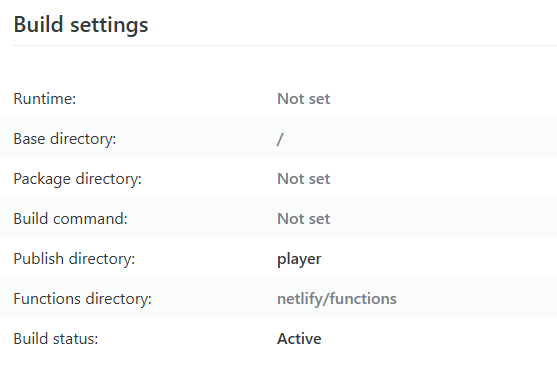 Build settings
Runtime: Not set
Base directory: /
Package directory: Not set
Build command: Not set
Publish directory: player
Functions directory: netlify/functions
Build status: Active